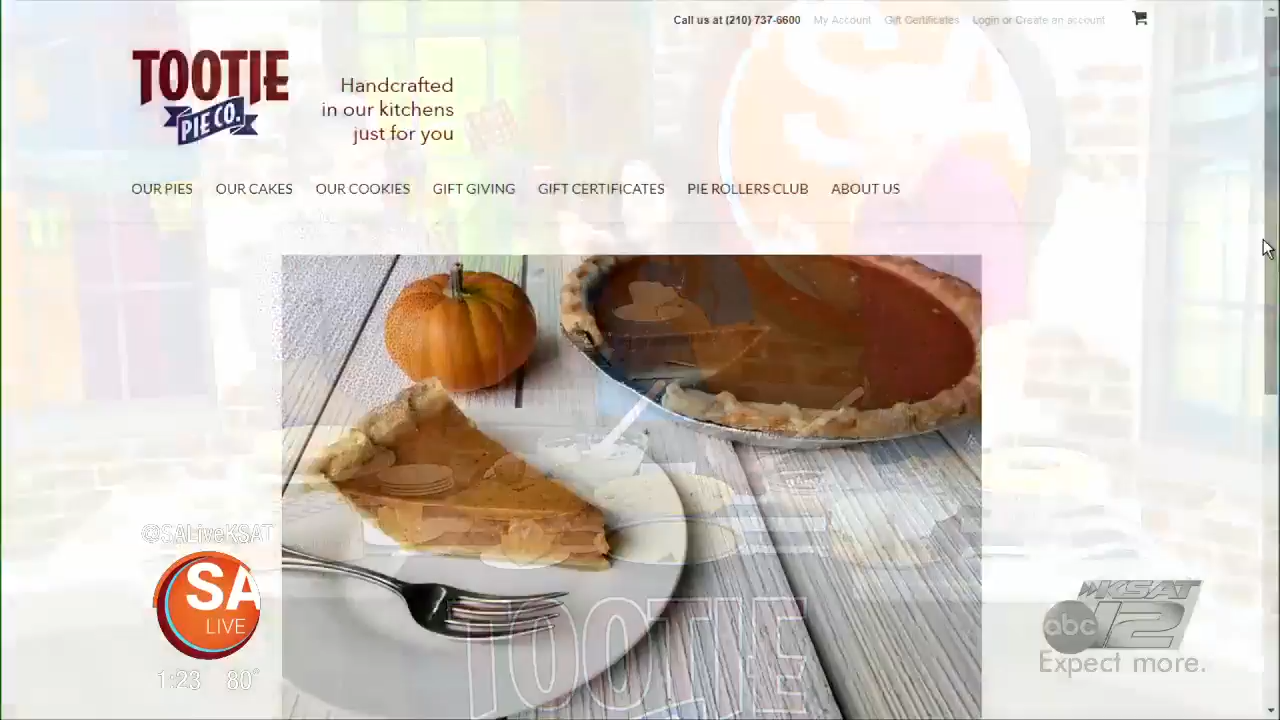 Call us at (210) 737-6600 My Account Gift Certificates Login or Create an account
TOOTIE
PIE CO.
Handcrafted
in our kitchens
just for you
OUR PIES OUR CAKES OUR COOKIES GIFT GIVING GIFT CERTIFICATES PIE ROLLERS CLUB ABOUT US
SA
@SALiveKSAT
SA
LIVE
1:23 80°
TOOTIE
KSAT
abc 12
Expect more.